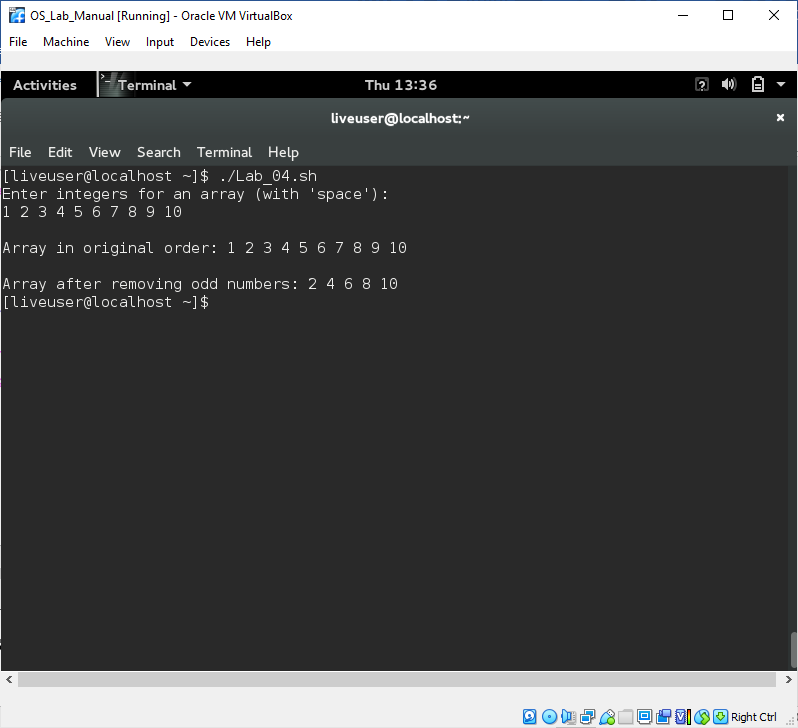 OS_Lab_Manual [Running] - Oracle VM VirtualBox
File Machine View Input Devices Help
Activities Terminal Thu 13:36
liveuser@localhost:~
File Edit View Search Terminal Help
[liveuser@localhost ~]$ ./Lab_04.sh
Enter integers for an array (with 'space'):
1 2 3 4 5 6 7 8 9 10
Array in original order: 1 2 3 4 5 6 7 8 9 10
Array after removing odd numbers: 2 4 6 8 10
[liveuser@localhost ~]$
Right Ctrl